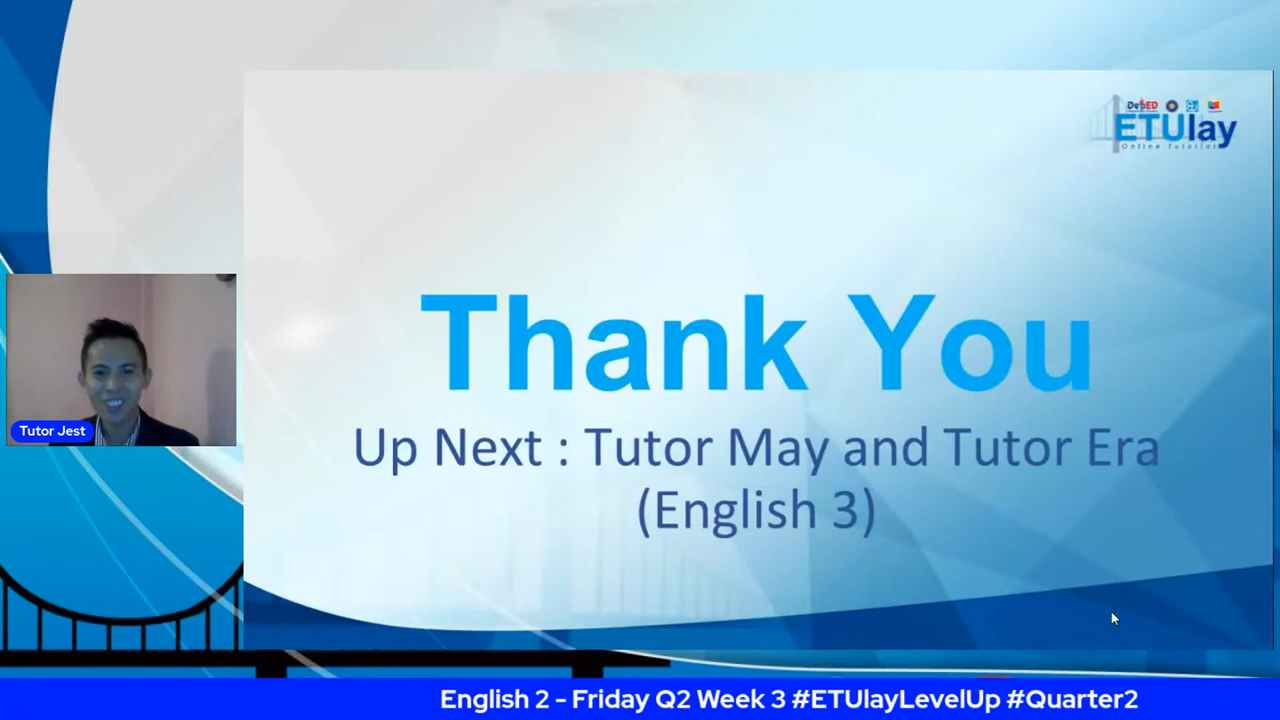 DepED
ETUlay
Online Tutorial
Thank You
Up Next : Tutor May and Tutor Era
(English 3)
Tutor Jest
English 2 - Friday Q2 Week 3 #ETUlayLevelUp #Quarter2